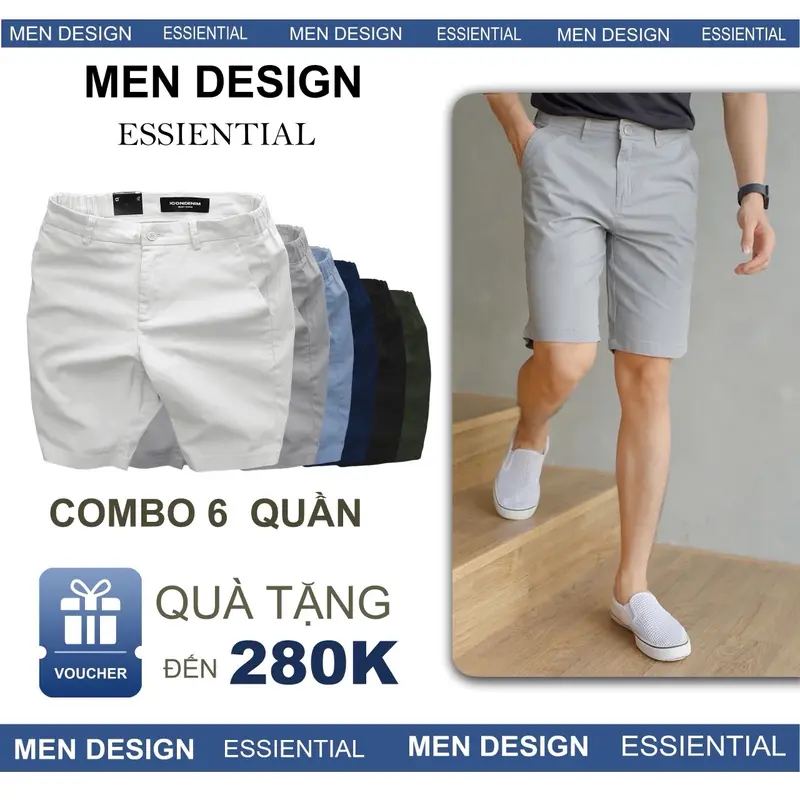 MEN DESIGN ESSIENTIAL MEN DESIGN ESSIENTIAL MEN DESIGN ESSIENTIAL
MEN DESIGN
ESSIENTIAL
ICONDENIM
COMBO 6 QUẦN
QUÀ TẶNG
VOUCHER
ĐẾN 280K
MEN DESIGN ESSIENTIAL MEN DESIGN ESSIENTIAL